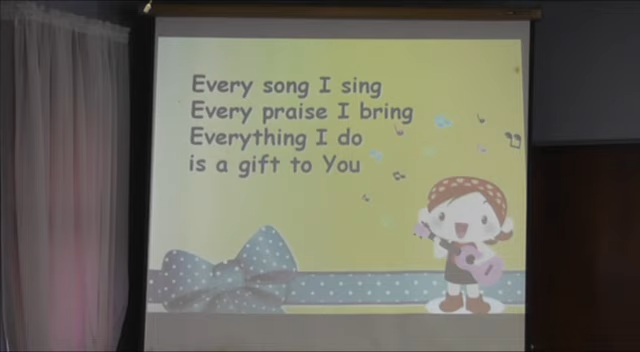 Every song I sing
Every praise I bring
Everything I do
is a gift to You